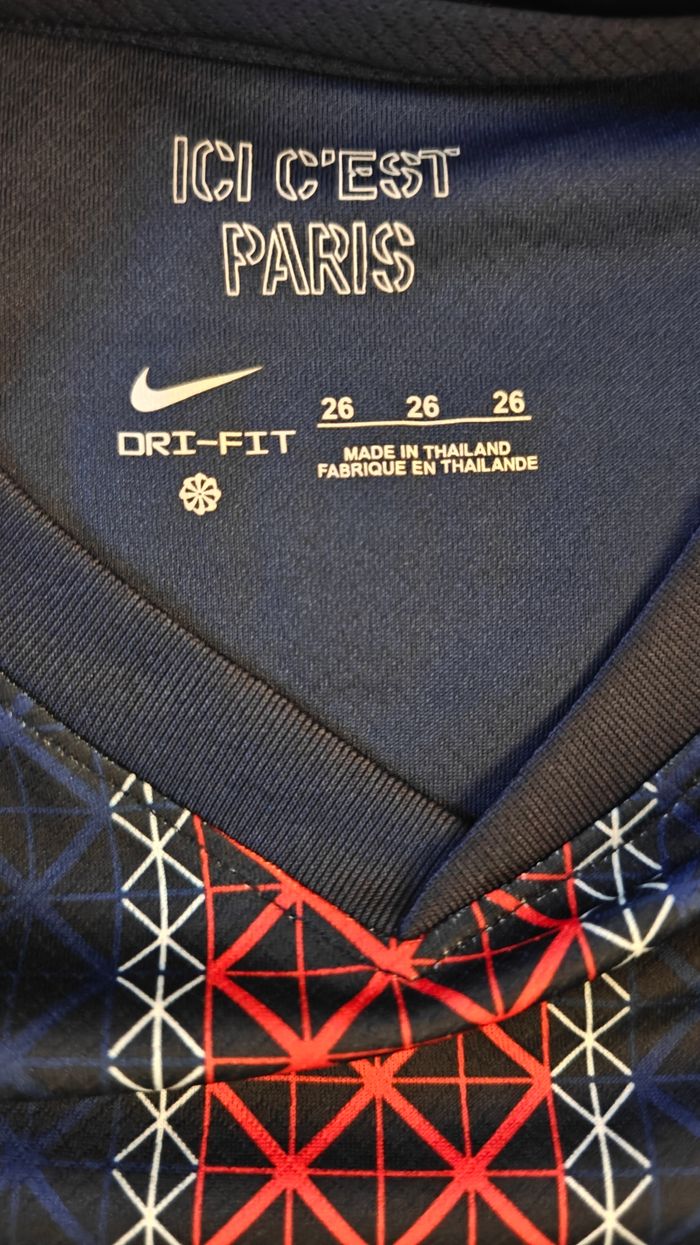 ICI C'EST
PARIS
26 26 26
DRI-FIT
MADE IN THAILAND
FABRIQUE EN THAILANDE